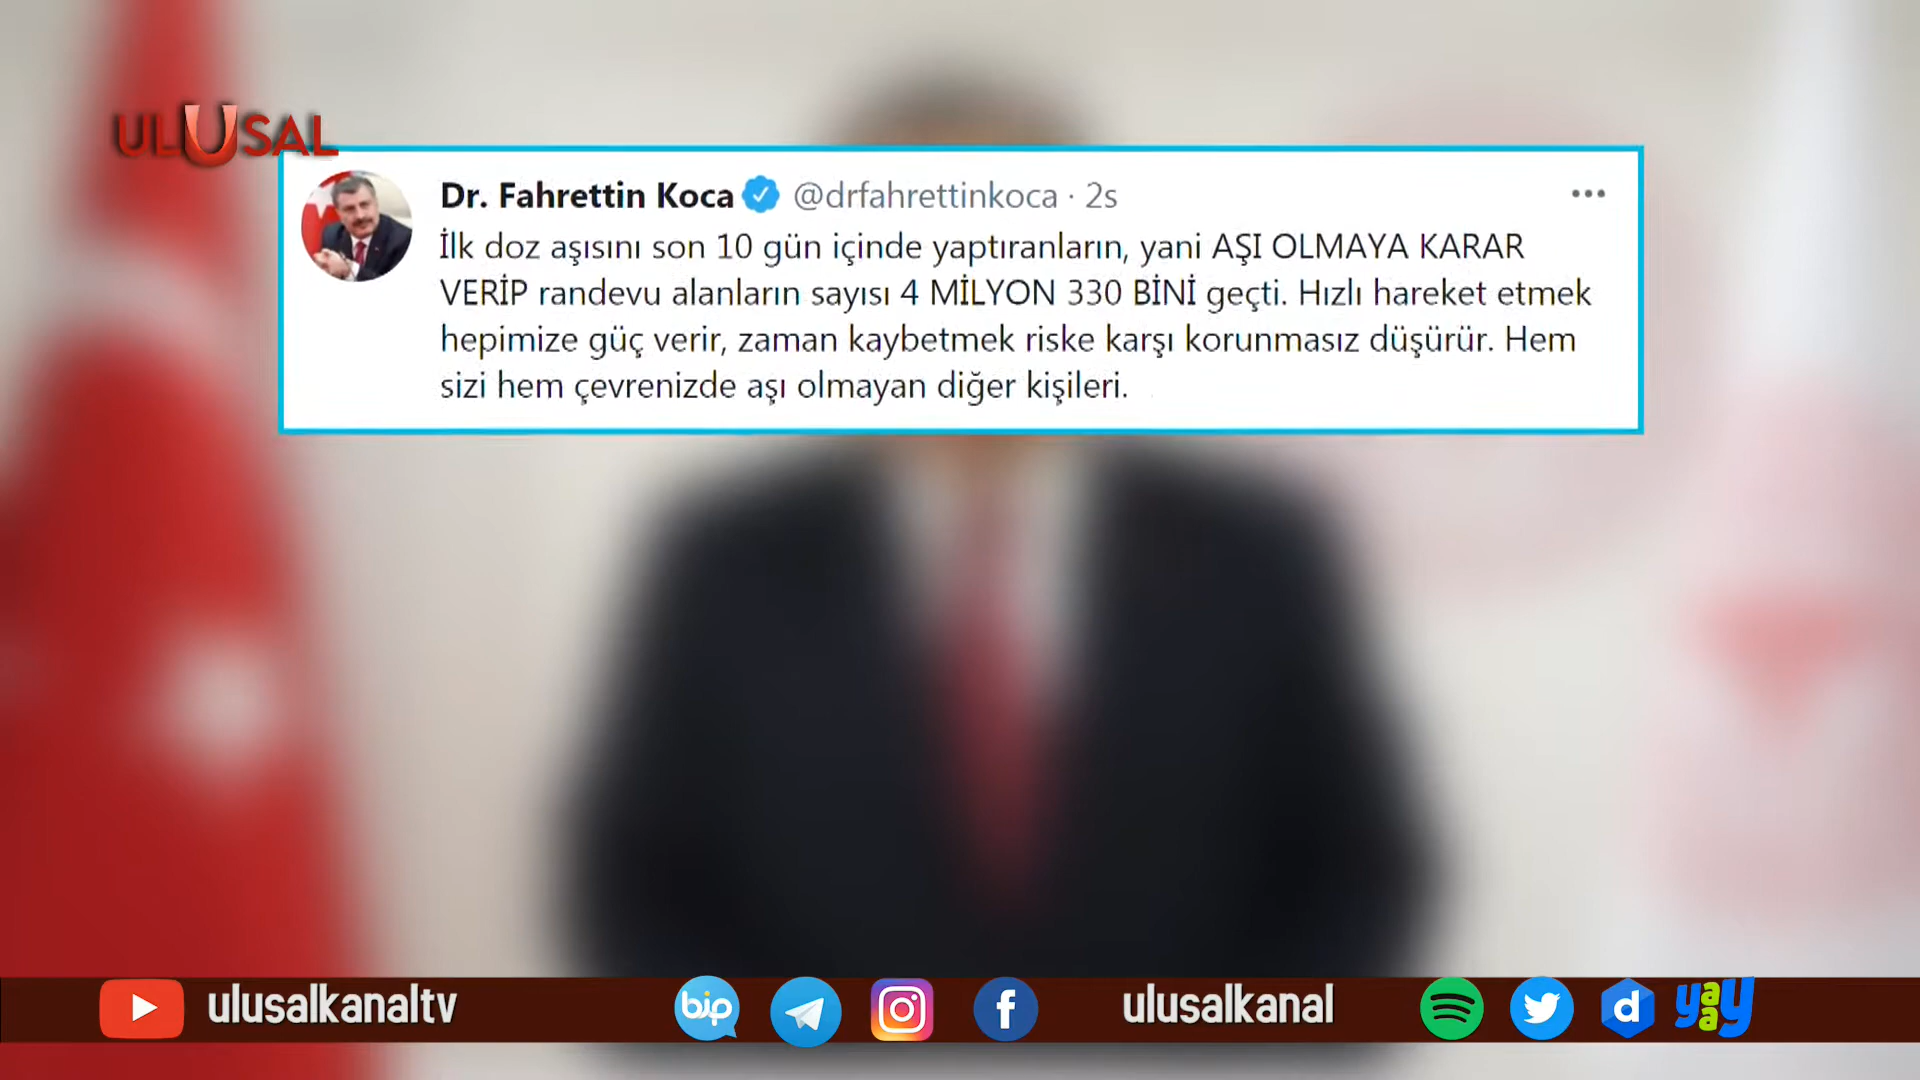 ULUSAL
Dr. Fahrettin Koca @drfahrettinkoca · 2s
İlk doz aşısını son 10 gün içinde yaptıranların, yani AŞI OLMAYA KARAR
VERİP randevu alanların sayısı 4 MİLYON 330 BİNİ geçti. Hızlı hareket etmek
hepimize güç verir, zaman kaybetmek riske karşı korunmasız düşürür. Hem
sizi hem çevrenizde aşı olmayan diğer kişileri.
ulusalkanaltv
bip
f
ulusalkanal
d
yaay